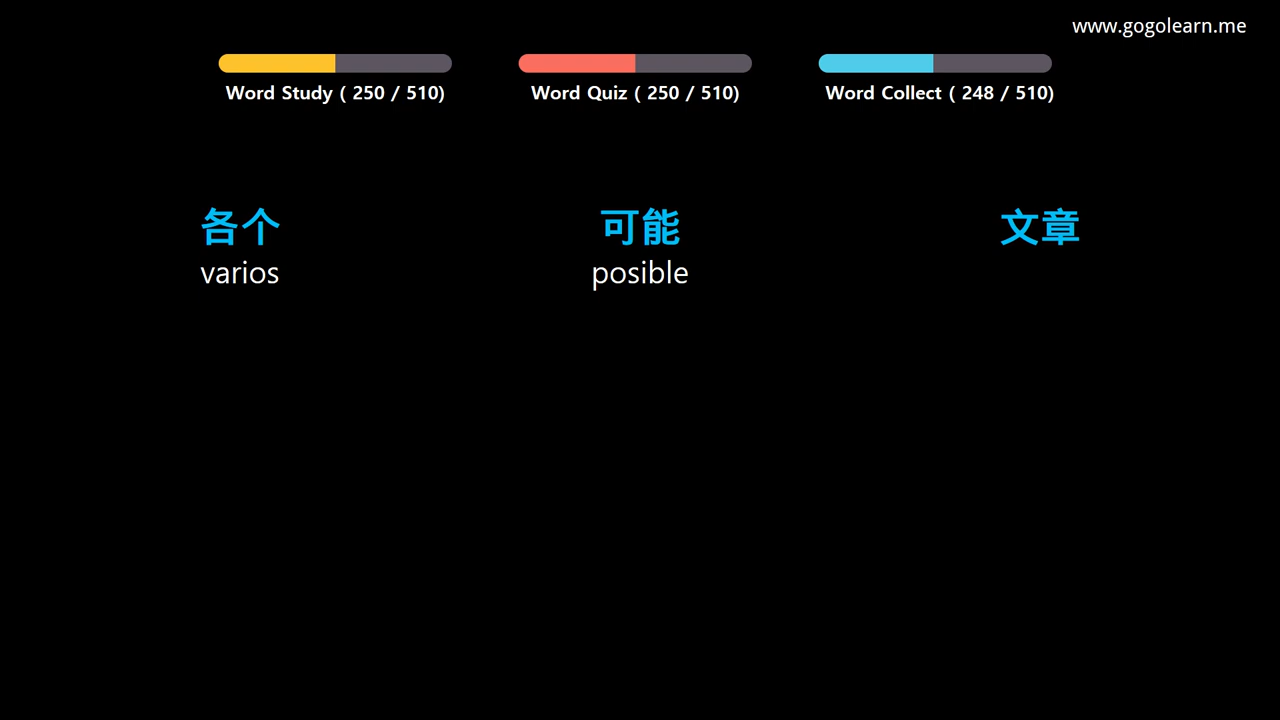 www.gogolearn.me
Word Study ( 250 / 510)
Word Quiz ( 250 / 510)
Word Collect ( 248 / 510)
各个
可能
文章
varios
posible